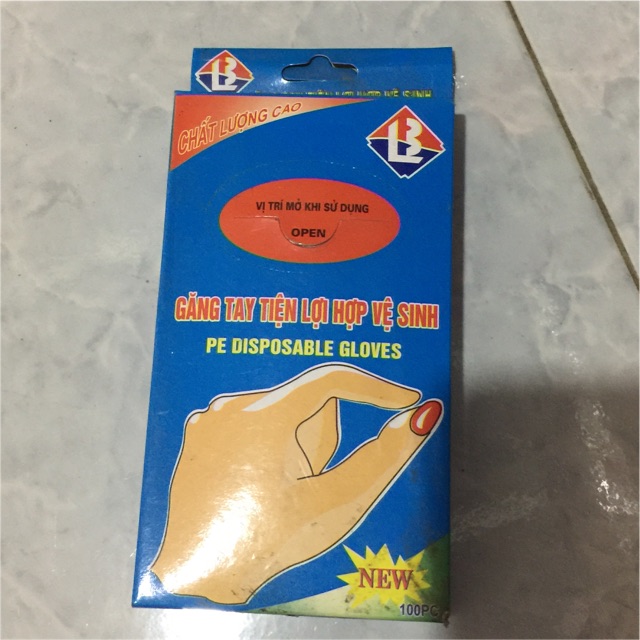 CHẤT LƯỢNG CAO
VỊ TRÍ MỞ KHI SỬ DỤNG
OPEN
GĂNG TAY TIỆN LỢI HỢP VỆ SINH
PE DISPOSABLE GLOVES
NEW
100PC